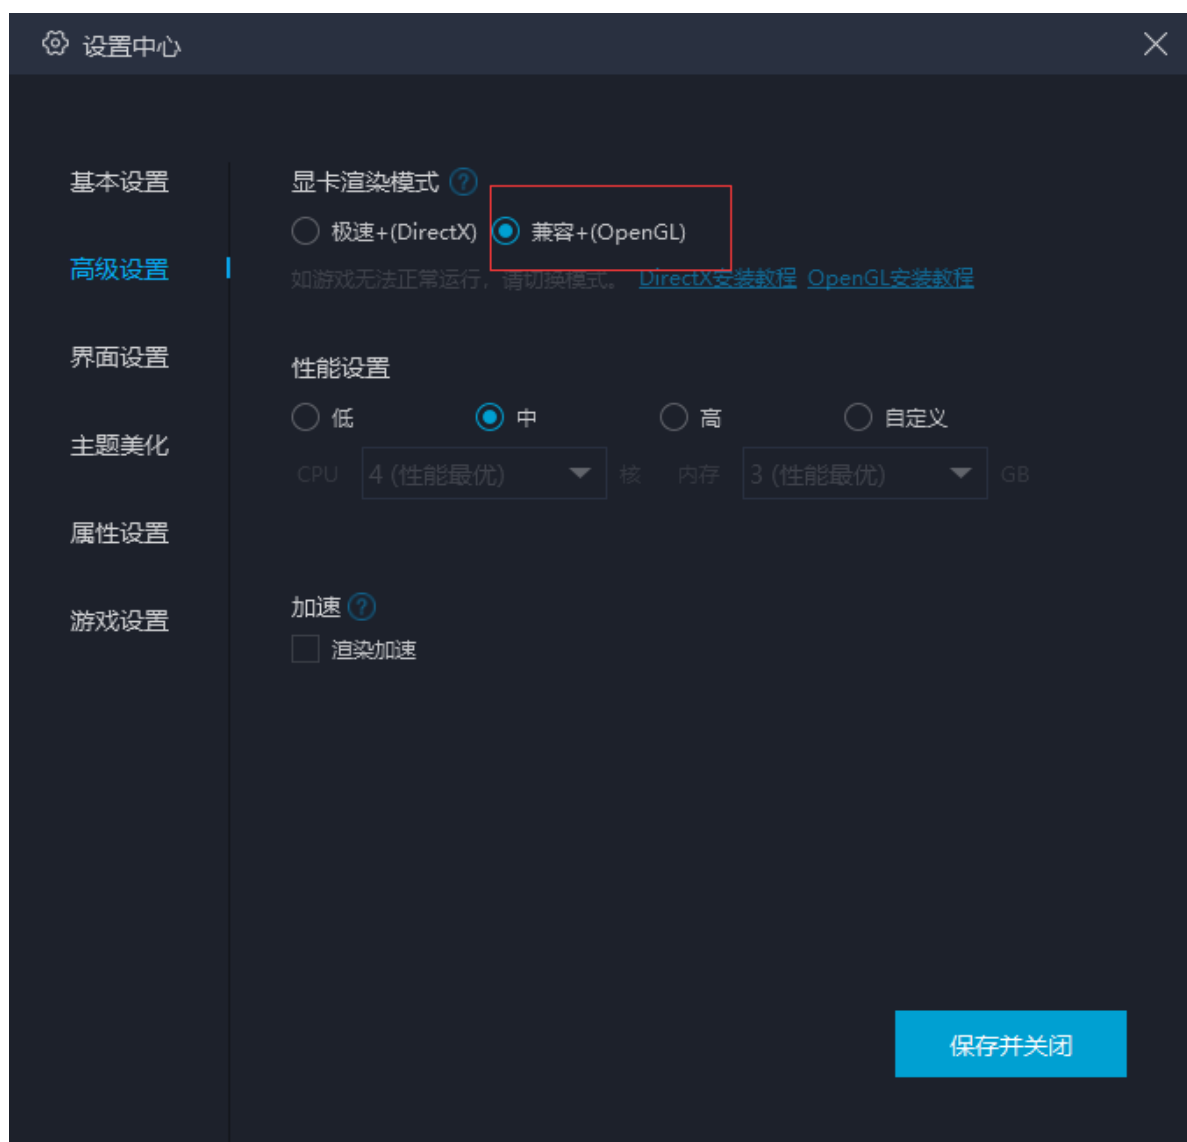 设置中心
基本设置
高级设置
界面设置
主题美化
属性设置
游戏设置
显卡渲染模式 ?
极速+(DirectX) 兼容+(OpenGL)
如游戏无法正常运行，请切换模式。 DirectX安装教程 OpenGL安装教程
性能设置
低 中 高 自定义
CPU 4 (性能最优) 核 内存 3 (性能最优) GB
加速 ?
渲染加速
保存并关闭